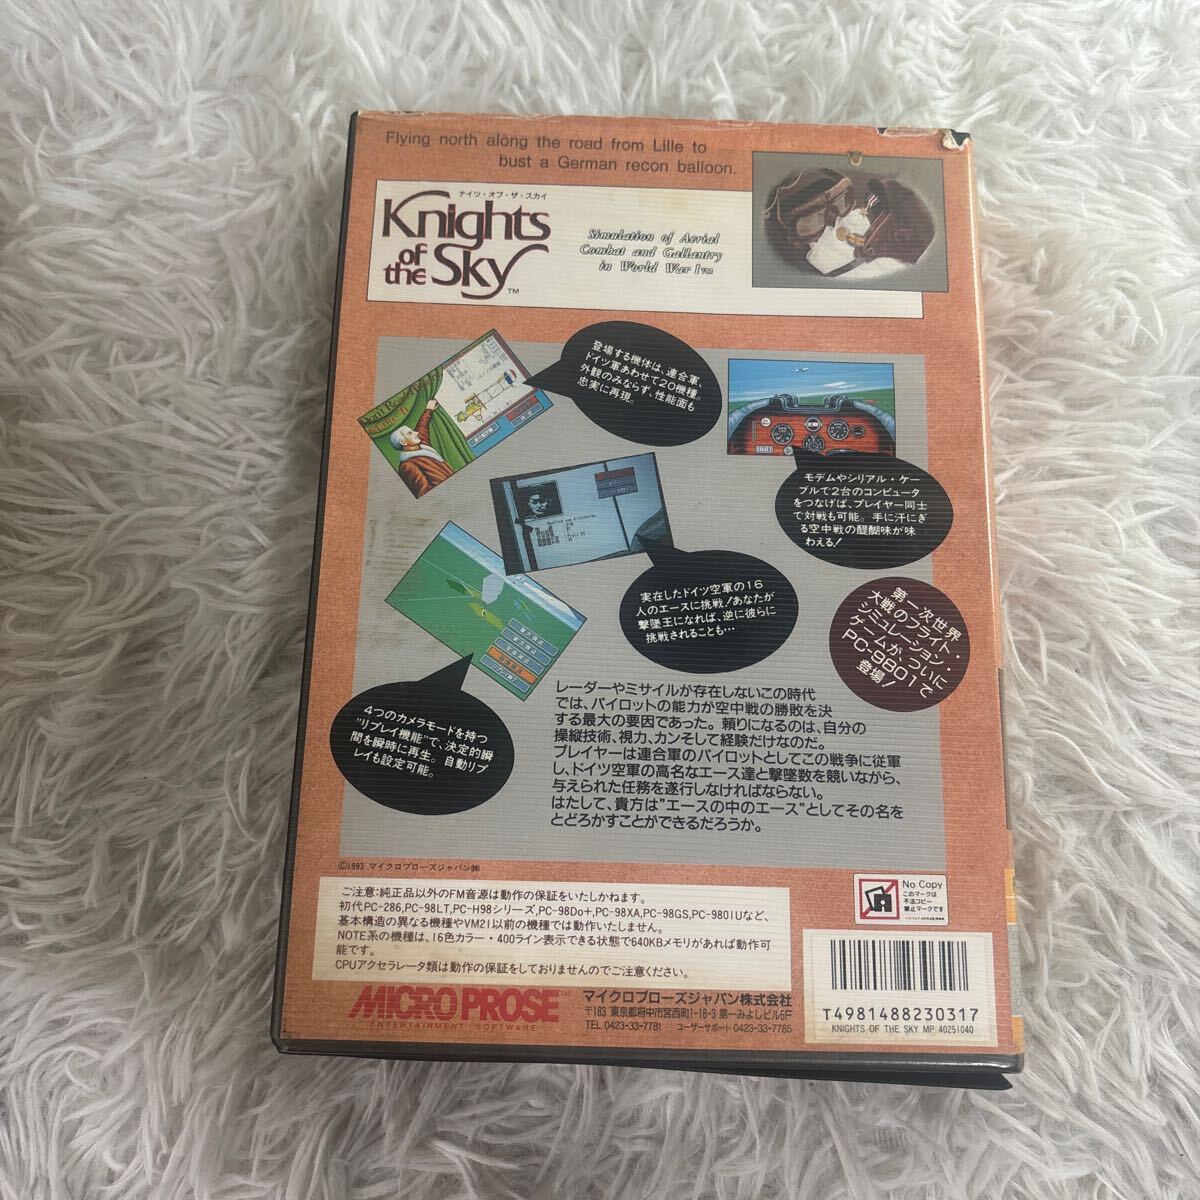 Flying north along the road from Lille to
bust a German recon balloon.
ナイツ・オブ・ザ・スカイ
Knights
of
the Sky™
Simulation of Aerial
Combat and Gallantry
in World War I™
登場する機体は、連合軍、
ドイツ軍あわせて20機種。
外観のみならず、性能面も
忠実に再現。
モデムやシリアル・ケー
ブルで2台のコンピュータ
をつなげば、プレイヤー同士
で対戦も可能。手に汗にぎ
る空中戦の醍醐味が味
わえる!
実在したドイツ空軍の16
人のエースに挑戦!あなたが
撃墜王になれば、逆に彼らに
挑戦されることも…
第一次世界
大戦のフライト・
シミュレーション・
ゲームが、ついに
PC-9801で
登場!
4つのカメラモードを持つ
"リプレイ機能"で、決定的瞬
間を瞬時に再生。自動リプ
レイも設定可能。
レーダーやミサイルが存在しないこの時代
では、パイロットの能力が空中戦の勝敗を決
する最大の要因であった。頼りになるのは、自分の
操縦技術、視力、カンそして経験だけなのだ。
プレイヤーは連合軍のパイロットとしてこの戦争に従軍
し、ドイツ空軍の高名なエース達と撃墜数を競いながら、
与えられた任務を遂行しなければならない。
はたして、貴方は"エースの中のエース"としてその名を
とどろかすことができるだろうか。
©1993 マイクロプローズジャパン㈱
ご注意:純正品以外のFM音源は動作の保証をいたしかねます。
初代PC-286,PC-98LT,PC-H98シリーズ,PC-98Do+,PC-98XA,PC-98GS,PC-9801Uなど、
基本構造の異なる機種やVM21以前の機種では動作いたしません。
NOTE系の機種は、16色カラー・400ライン表示できる状態で640KBメモリがあれば動作可
能です。
CPUアクセラレータ類は動作の保証をしておりませんのでご注意ください。
No Copy
このマークは
不法コピー
禁止マークです
MICROPROSE™
ENTERTAINMENT · SOFTWARE
マイクロプローズジャパン株式会社
〒183 東京都府中市宮西町1-16-3 第一みよしビル5F
TEL 0423-33-7781 ユーザーサポート 0423-33-7785
T4981488230317
KNIGHTS OF THE SKY MP 40251040